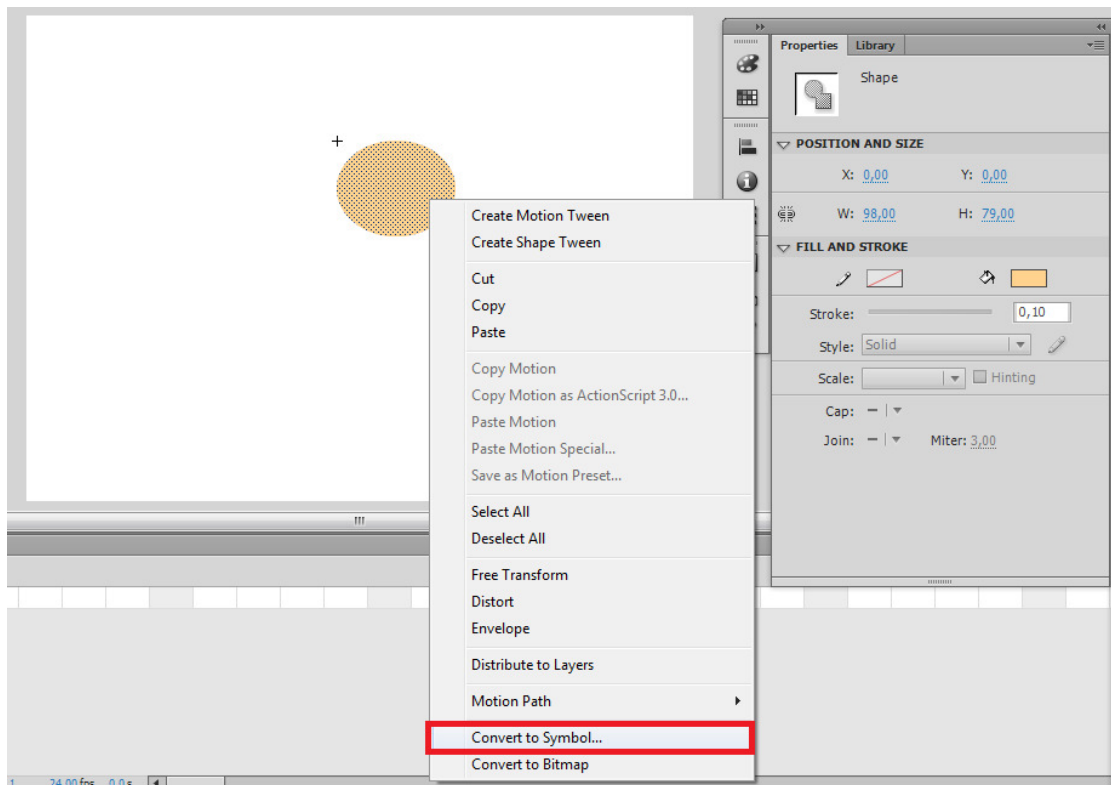 Properties Library
Shape
POSITION AND SIZE
X: 0,00 Y: 0,00
W: 98,00 H: 79,00
FILL AND STROKE
Stroke: 0,10
Style: Solid
Scale: Hinting
Cap:
Join: Miter: 3,00
Create Motion Tween
Create Shape Tween
Cut
Copy
Paste
Copy Motion
Copy Motion as ActionScript 3.0...
Paste Motion
Paste Motion Special...
Save as Motion Preset...
Select All
Deselect All
Free Transform
Distort
Envelope
Distribute to Layers
Motion Path
Convert to Symbol...
Convert to Bitmap
1 24.00 fps 0.0 s